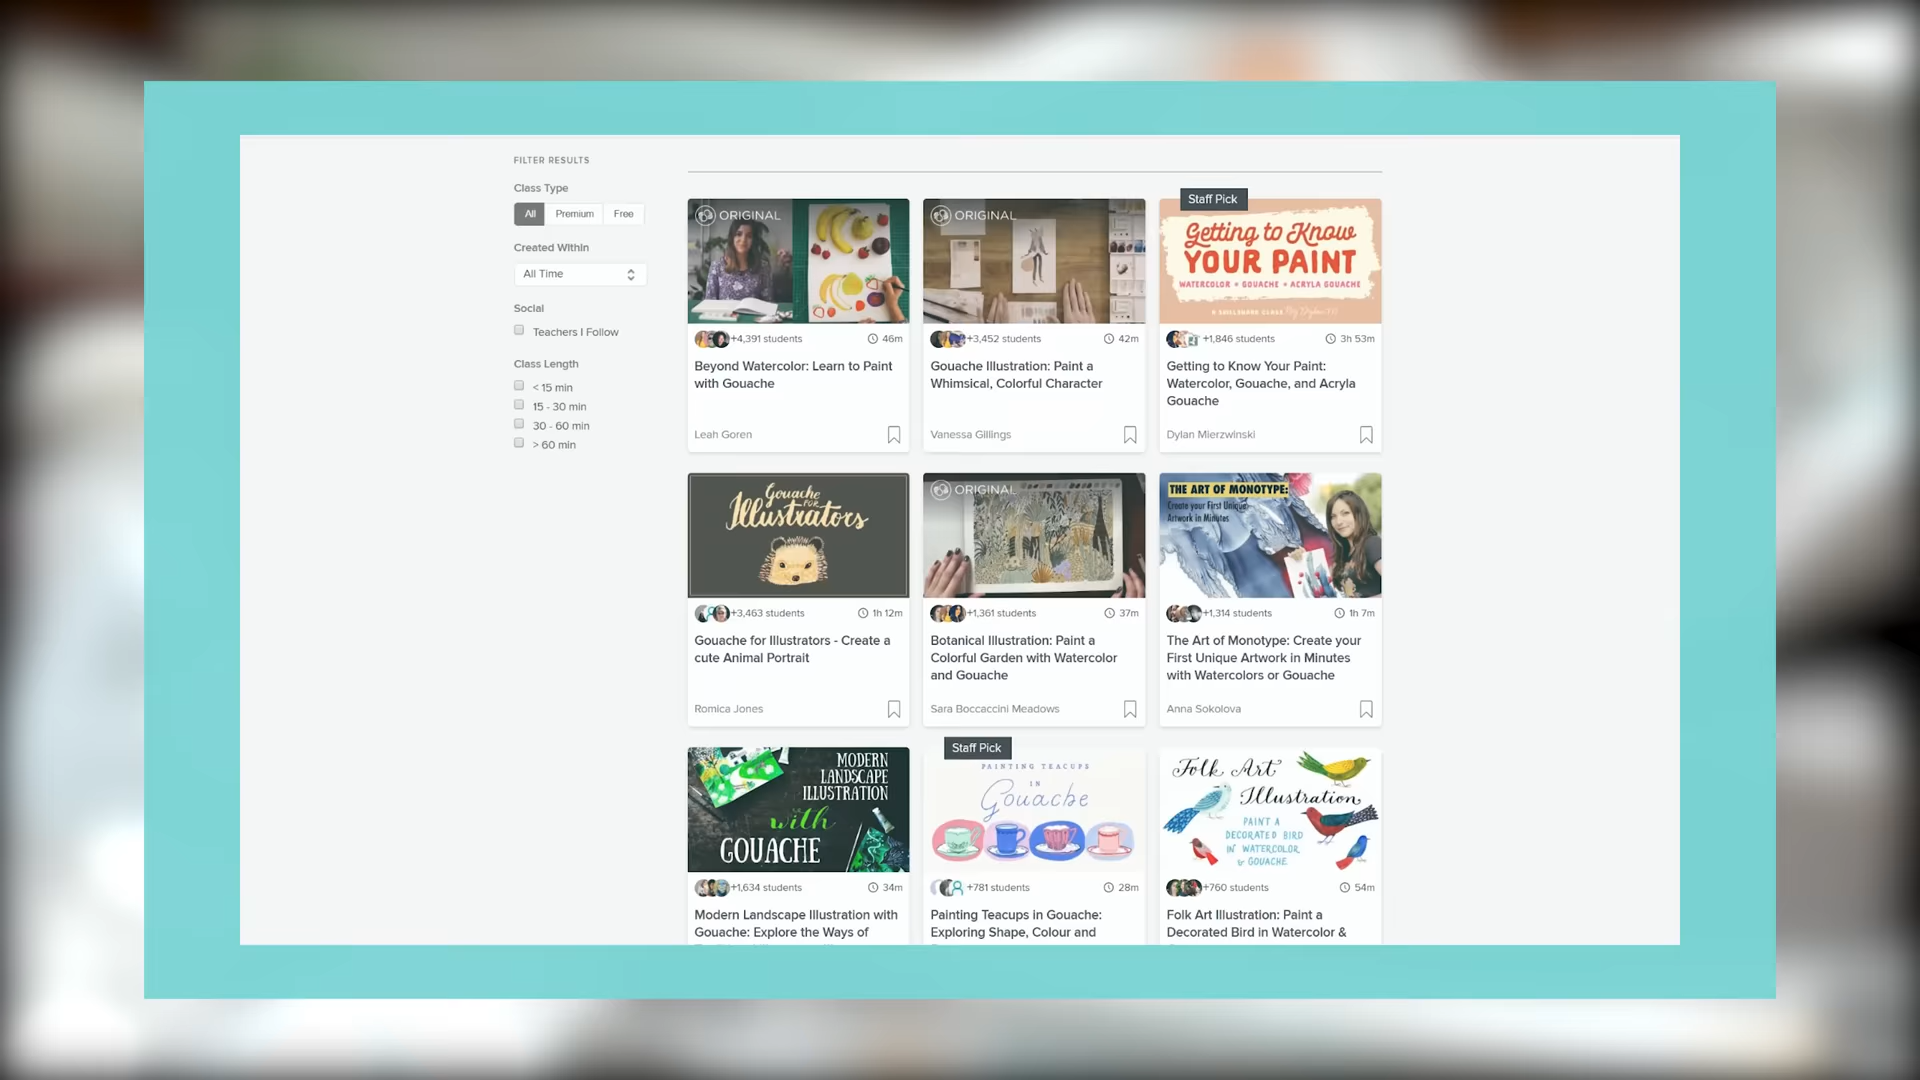 FILTER RESULTS
Class Type
All Premium Free
Created Within
All Time
Social
Teachers I Follow
Class Length
< 15 min
15 - 30 min
30 - 60 min
> 60 min
ORIGINAL
+4,391 students 46m
Beyond Watercolor: Learn to Paint
with Gouache
Leah Goren
ORIGINAL
+3,452 students 42m
Gouache Illustration: Paint a
Whimsical, Colorful Character
Vanessa Gillings
Staff Pick
Getting to Know
YOUR PAINT
WATERCOLOR + GOUACHE + ACRYLA GOUACHE
A SKILLSHARE CLASS
+1,846 students 3h 53m
Getting to Know Your Paint:
Watercolor, Gouache, and Acryla
Gouache
Dylan Mierzwinski
Gouache
FOR
Illustrators
+3,463 students 1h 12m
Gouache for Illustrators - Create a
cute Animal Portrait
Romica Jones
ORIGINAL
+1,361 students 37m
Botanical Illustration: Paint a
Colorful Garden with Watercolor
and Gouache
Sara Boccaccini Meadows
THE ART OF MONOTYPE:
Create your First Unique
Artwork in Minutes
+1,314 students 1h 7m
The Art of Monotype: Create your
First Unique Artwork in Minutes
with Watercolors or Gouache
Anna Sokolova
MODERN
LANDSCAPE
ILLUSTRATION
with
GOUACHE
+1,634 students 34m
Modern Landscape Illustration with
Gouache: Explore the Ways of
Staff Pick
PAINTING TEACUPS
IN
Gouache
+781 students 28m
Painting Teacups in Gouache:
Exploring Shape, Colour and
Folk Art
Illustration
PAINT A
DECORATED BIRD
IN WATERCOLOR
& GOUACHE
+760 students 54m
Folk Art Illustration: Paint a
Decorated Bird in Watercolor &